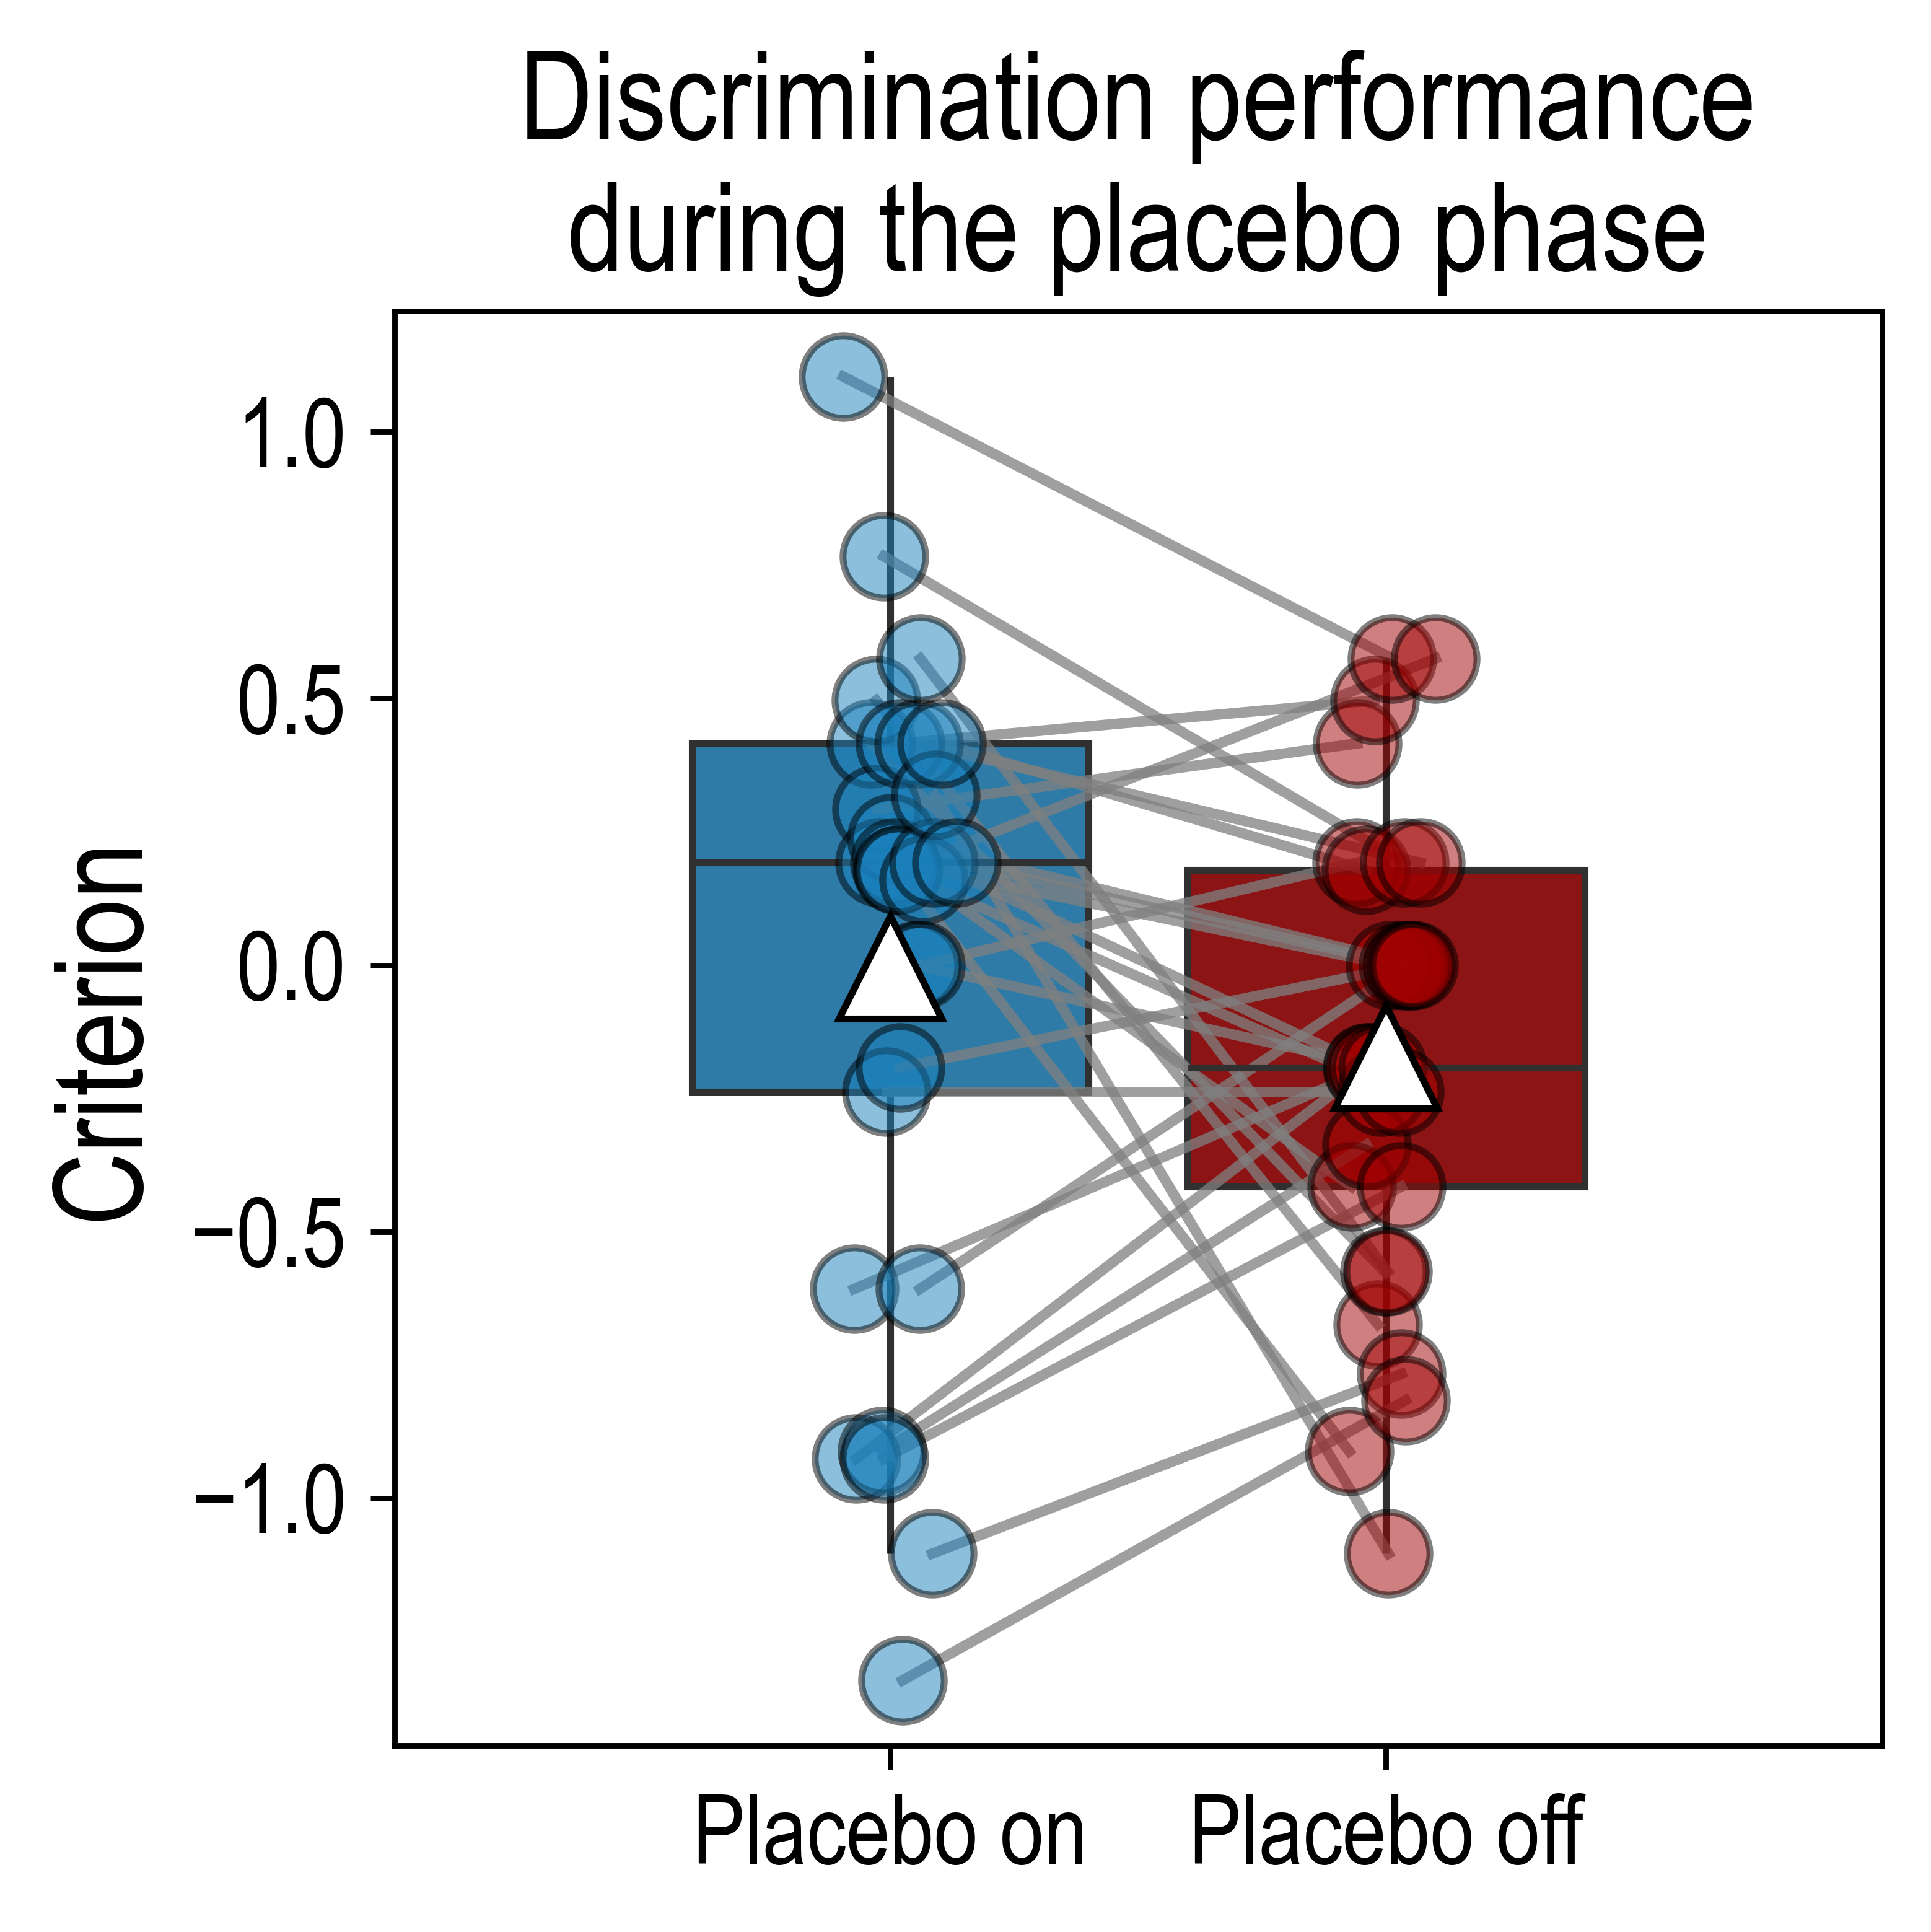 Discrimination performance
during the placebo phase
Criterion
1.0
0.5
0.0
−0.5
−1.0
Placebo on
Placebo off